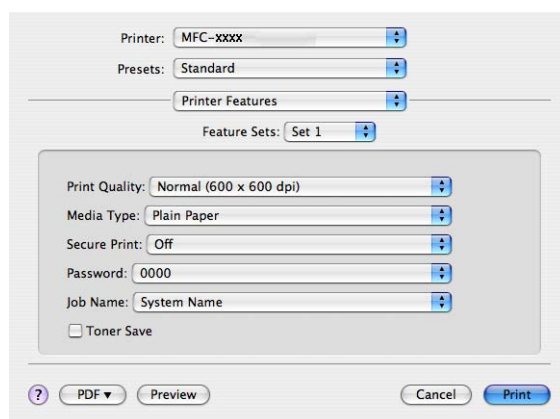 Printer: MFC-xxxx
Presets: Standard
Printer Features
Feature Sets: Set 1
Print Quality: Normal (600 x 600 dpi)
Media Type: Plain Paper
Secure Print: Off
Password: 0000
Job Name: System Name
Toner Save
? PDF▼ Preview Cancel Print